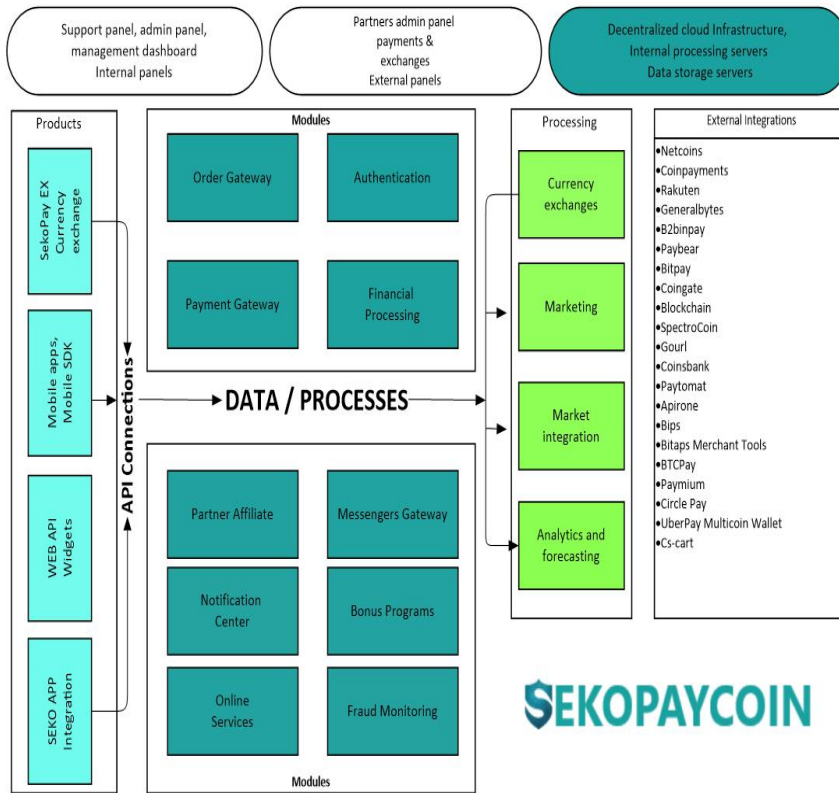 Support panel, admin panel,
management dashboard
Internal panels
Partners admin panel
payments &
exchanges
External panels
Decentralized cloud Infrastructure,
Internal processing servers
Data storage servers
Products
SekoPay EX
Currency
exchange
Mobile apps,
Mobile SDK
WEB API
Widgets
SEKO APP
Integration
API Connections
Modules
Order Gateway
Authentication
Payment Gateway
Financial
Processing
DATA / PROCESSES
Partner Affiliate
Messengers Gateway
Notification
Center
Bonus Programs
Online
Services
Fraud Monitoring
Modules
Processing
Currency
exchanges
Marketing
Market
integration
Analytics and
forecasting
External Integrations
•Netcoins
•Coinpayments
•Rakuten
•Generalbytes
•B2binpay
•Paybear
•Bitpay
•Coingate
•Blockchain
•SpectroCoin
•Gourl
•Coinsbank
•Paytomat
•Apirone
•Bips
•Bitaps Merchant Tools
•BTCPay
•Paymium
•Circle Pay
•UberPay Multicoin Wallet
•Cs-cart
SEKOPAYCOIN